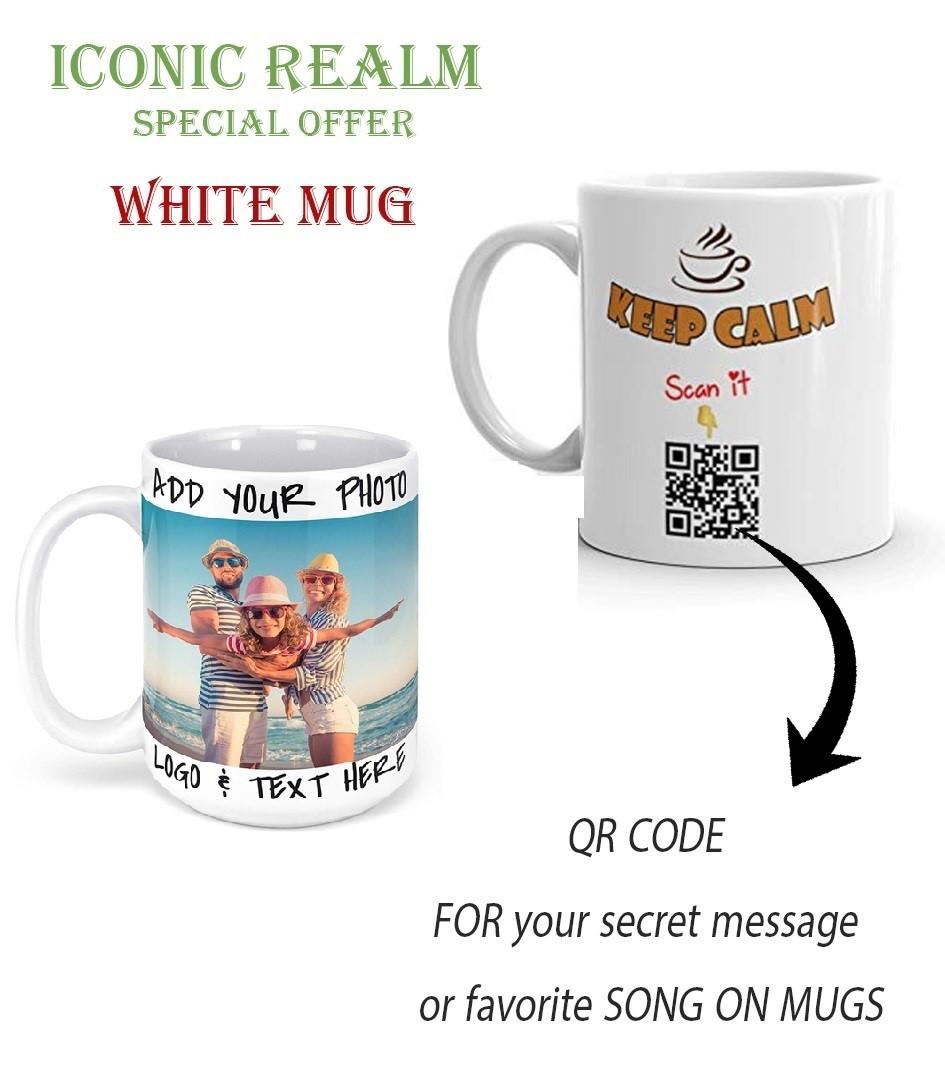 ICONIC REALM
SPECIAL OFFER
WHITE MUG
KEEP CALM
Scan it
ADD YOUR PHOTO
LOGO & TEXT HERE
QR CODE
FOR your secret message
or favorite SONG ON MUGS